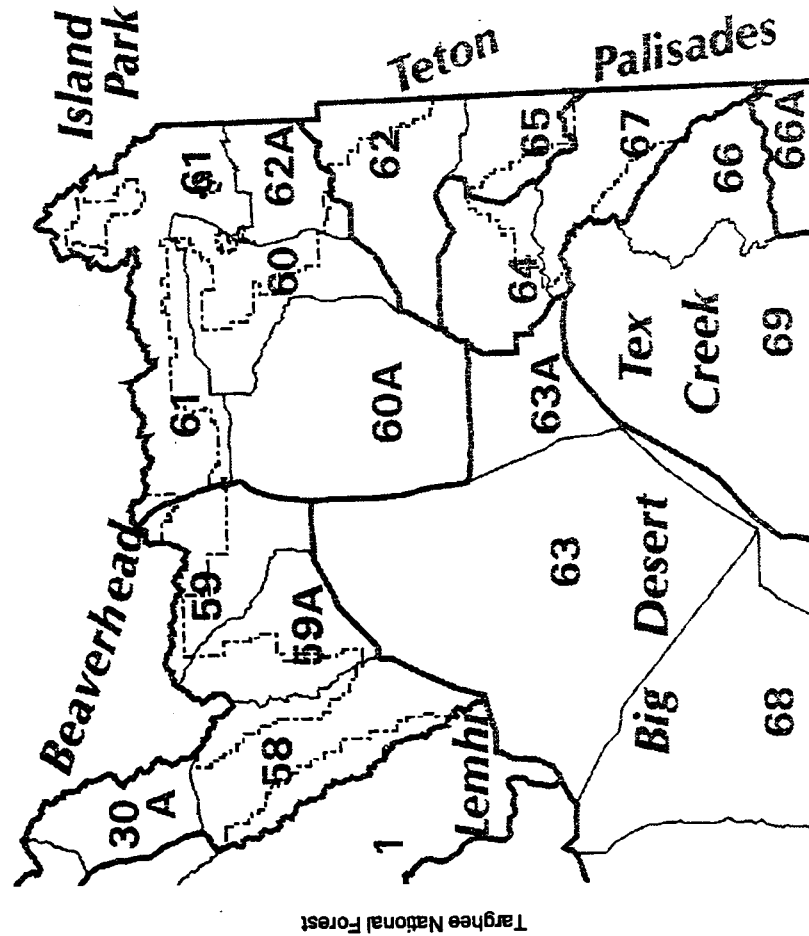 Island
Park
Beaverhead
Teton
Palisades
30
A
58
59
59A
61
61
62A
62
60
60A
65
64
67
66
66A
63A
63
Tex
Creek
69
Big
Desert
68
Lemhi
1
Targhee National Forest